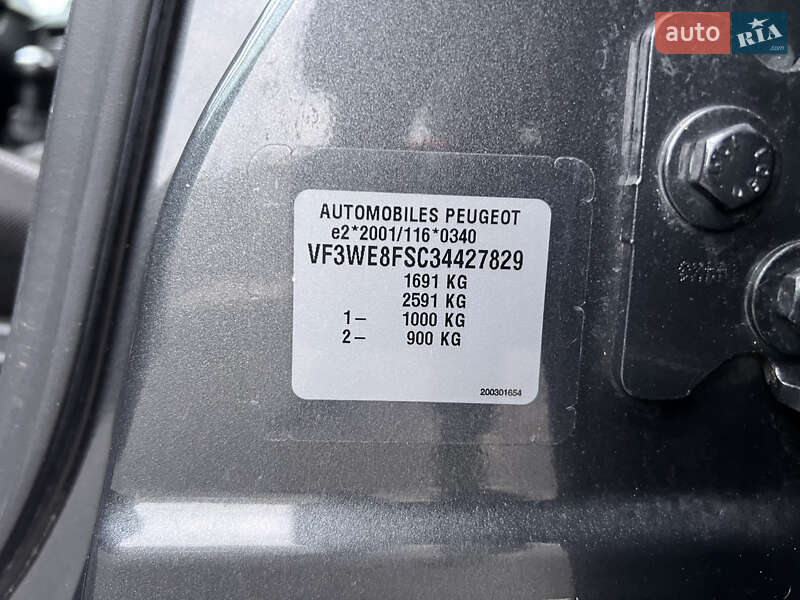 auto RIA
.com
AUTOMOBILES PEUGEOT
e2*2001/116*0340
VF3WE8FSC34427829
1691 KG
2591 KG
1– 1000 KG
2– 900 KG
200301654